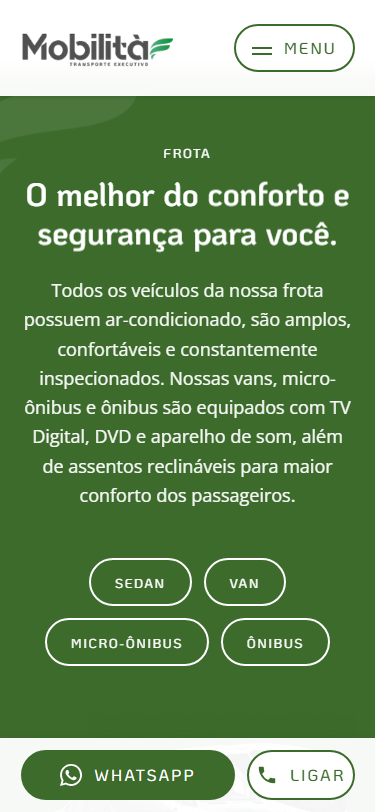 Mobilità
TRANSPORTE EXECUTIVO
MENU
FROTA
O melhor do conforto e
segurança para você.
Todos os veículos da nossa frota
possuem ar-condicionado, são amplos,
confortáveis e constantemente
inspecionados. Nossas vans, micro-
ônibus e ônibus são equipados com TV
Digital, DVD e aparelho de som, além
de assentos reclináveis para maior
conforto dos passageiros.
SEDAN
VAN
MICRO-ÔNIBUS
ÔNIBUS
WHATSAPP
LIGAR